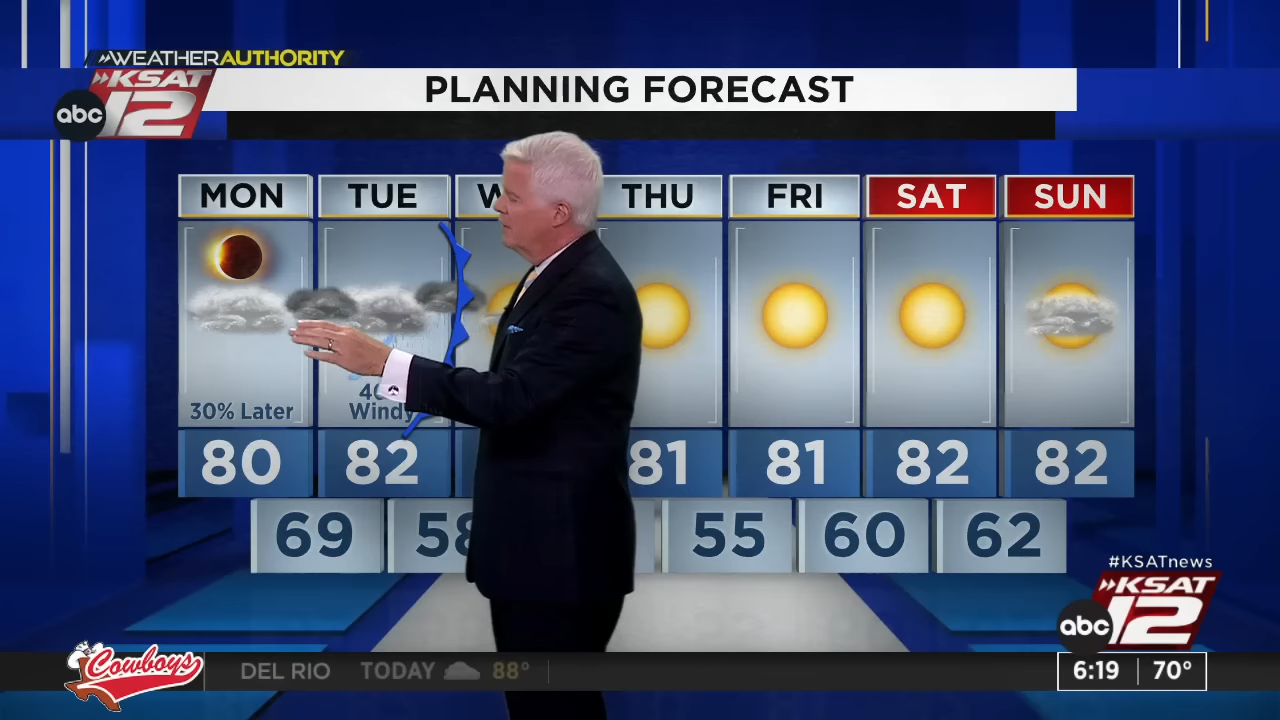 WEATHERAUTHORITY
KSAT
abc 12
PLANNING FORECAST
MON TUE THU FRI SAT SUN
30% Later
Windy
80 82 81 81 82 82
69 55 60 62
#KSATnews
KSAT
abc 12
Cowboys
DEL RIO TODAY 88°
6:19 70°